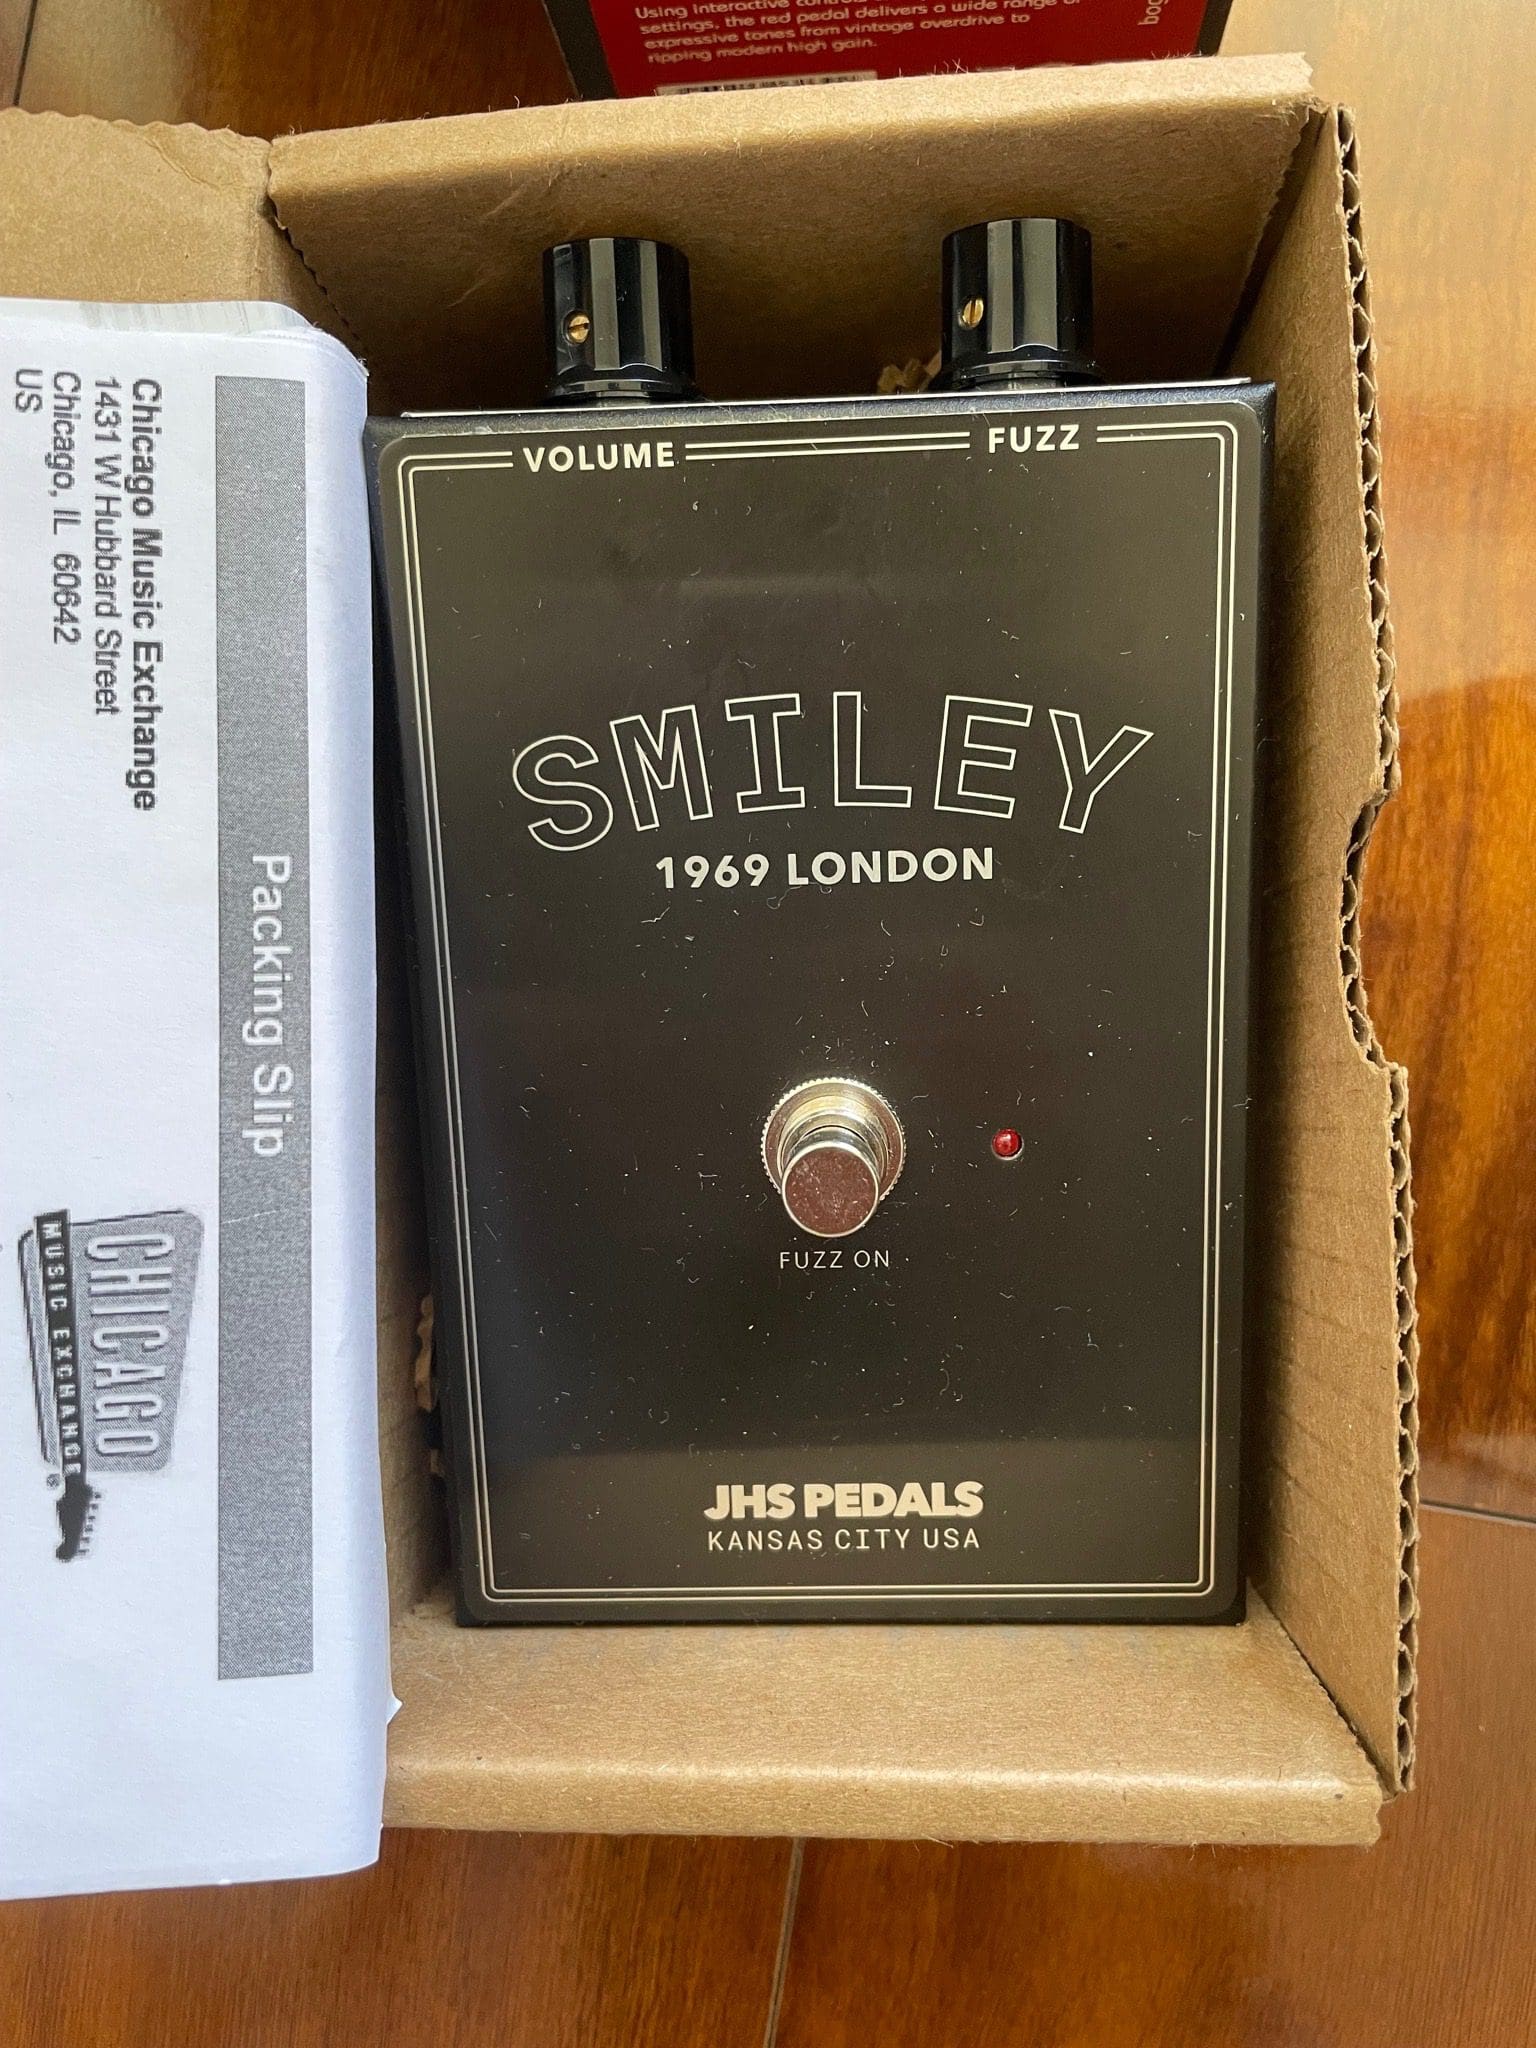 Using interactive controls
settings, the red pedal delivers a wide range of
expressive tones from vintage overdrive to
ripping modern high gain.
Chicago Music Exchange
1431 W Hubbard Street
Chicago, IL 60642
US
Packing Slip
CHICAGO
MUSIC EXCHANGE
VOLUME
FUZZ
SMILEY
1969 LONDON
FUZZ ON
JHS PEDALS
KANSAS CITY USA